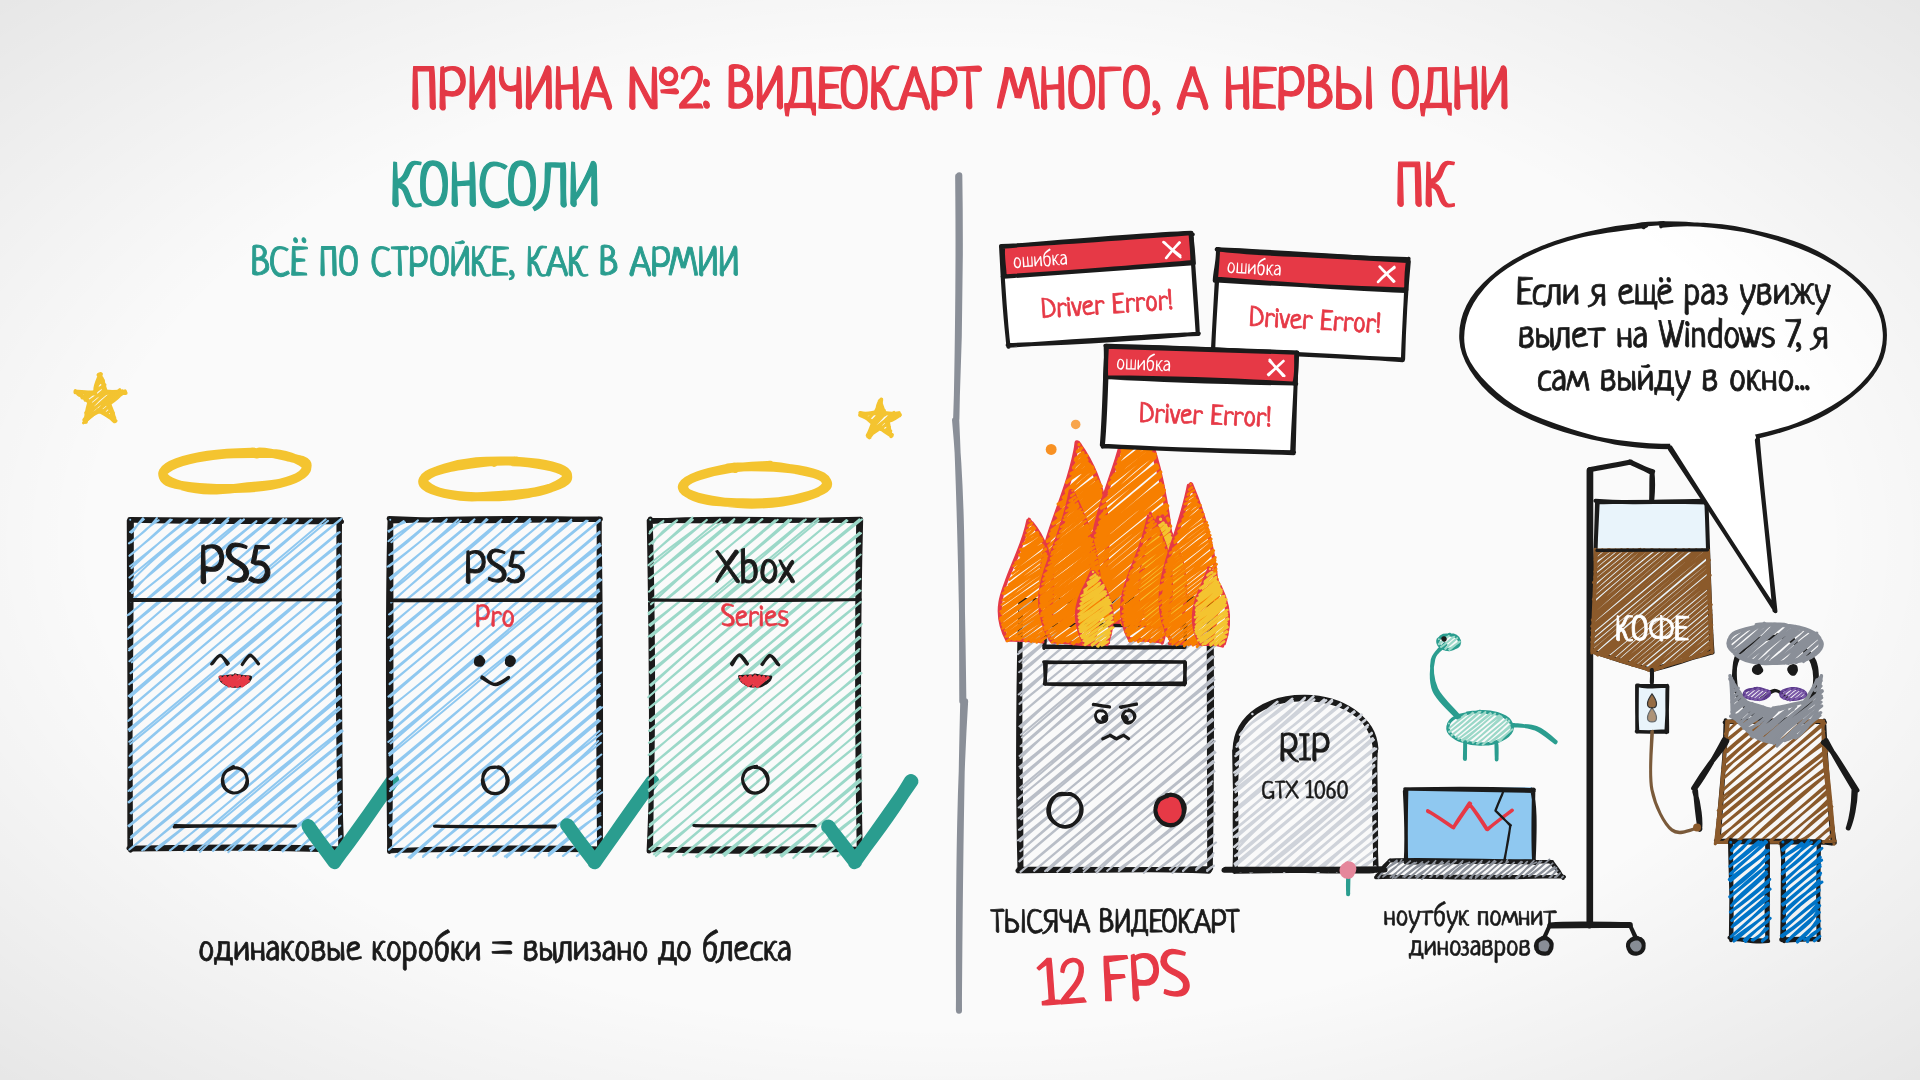 ПРИЧИНА №2: ВИДЕОКАРТ МНОГО, А НЕРВЫ ОДНИ
КОНСОЛИ
ВСЁ ПО СТРОЙКЕ, КАК В АРМИИ
PS5
PS5
Pro
Xbox
Series
одинаковые коробки = вылизано до блеска
ПК
ошибка
Driver Error!
ошибка
Driver Error!
ошибка
Driver Error!
Если я ещё раз увижу
вылет на Windows 7, я
сам выйду в окно...
КОФЕ
RIP
GTX 1060
ТЫСЯЧА ВИДЕОКАРТ
12 FPS
ноутбук помнит
динозавров